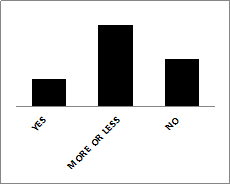 YES
MORE OR LESS
NO